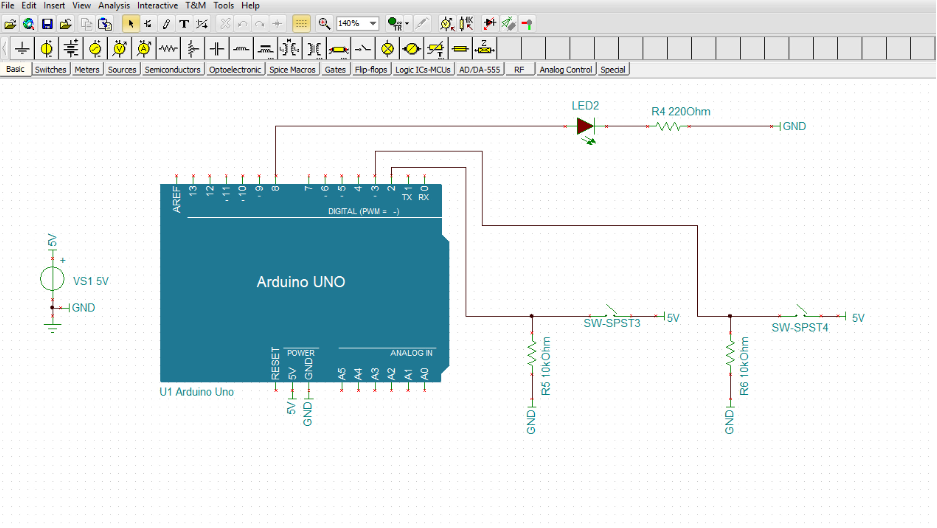 File Edit Insert View Analysis Interactive T&M Tools Help
140%
TR
Basic Switches Meters Sources Semiconductors Optoelectronic Spice Macros Gates Flip-flops Logic ICs-MCUs AD/DA-555 RF Analog Control Special
LED2
R4 220Ohm
GND
AREF 13 12 -11 -10 -9 8 7 -6 -5 4 -3 2 TX 1 RX 0
DIGITAL (PWM = -)
Arduino UNO
5V
+
VS1 5V
GND
SW-SPST3
5V
SW-SPST4
5V
R5 10kOhm
R6 10kOhm
GND
GND
POWER
ANALOG IN
RESET 5V GND A5 A4 A3 A2 A1 A0
U1 Arduino Uno
5V
GND